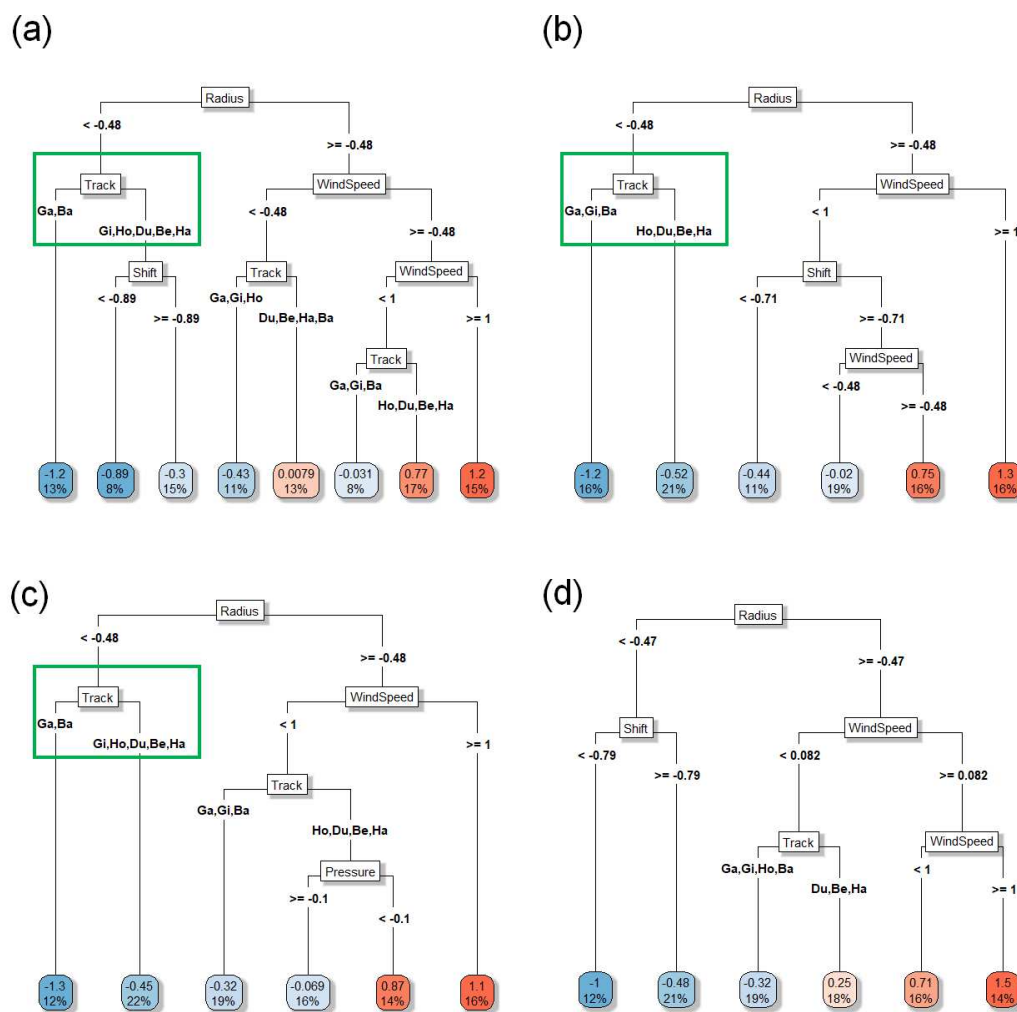 (a)
Radius
< -0.48
>= -0.48
Track
WindSpeed
Ga,Ba
Gi,Ho,Du,Be,Ha
< -0.48
>= -0.48
Shift
Track
WindSpeed
< -0.89
>= -0.89
Ga,Gi,Ho
Du,Be,Ha,Ba
< 1
>= 1
Track
Ga,Gi,Ba
Ho,Du,Be,Ha
-1.2
13%
-0.89
8%
-0.3
15%
-0.43
11%
0.0079
13%
-0.031
8%
0.77
17%
1.2
15%
(b)
Radius
< -0.48
>= -0.48
Track
WindSpeed
Ga,Gi,Ba
Ho,Du,Be,Ha
< 1
>= 1
Shift
< -0.71
>= -0.71
WindSpeed
< -0.48
>= -0.48
-1.2
16%
-0.52
21%
-0.44
11%
-0.02
19%
0.75
16%
1.3
16%
(c)
Radius
< -0.48
>= -0.48
Track
WindSpeed
Ga,Ba
Gi,Ho,Du,Be,Ha
< 1
>= 1
Track
Ga,Gi,Ba
Ho,Du,Be,Ha
Pressure
>= -0.1
< -0.1
-1.3
12%
-0.45
22%
-0.32
19%
-0.069
16%
0.87
14%
1.1
16%
(d)
Radius
< -0.47
>= -0.47
Shift
WindSpeed
< -0.79
>= -0.79
< 0.082
>= 0.082
Track
WindSpeed
Ga,Gi,Ho,Ba
Du,Be,Ha
< 1
>= 1
-1
12%
-0.48
21%
-0.32
19%
0.25
18%
0.71
16%
1.5
14%